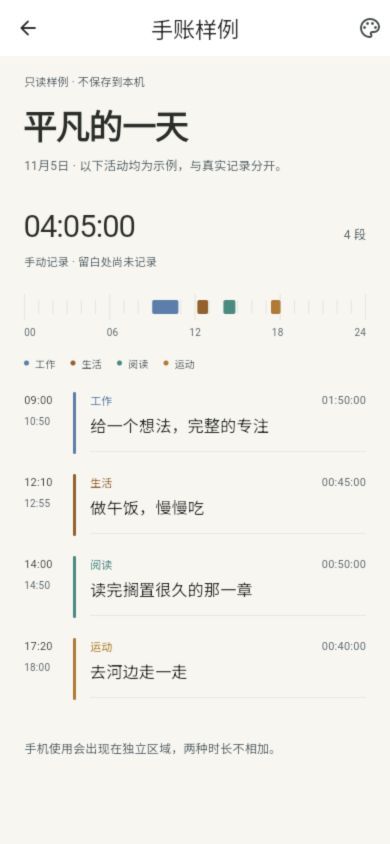 手账样例
只读样例 · 不保存到本机
平凡的一天
11月5日 · 以下活动均为示例，与真实记录分开。
04:05:00
4 段
手动记录 · 留白处尚未记录
00 06 12 18 24
工作 生活 阅读 运动
09:00 工作 01:50:00
10:50 给一个想法，完整的专注
12:10 生活 00:45:00
12:55 做午饭，慢慢吃
14:00 阅读 00:50:00
14:50 读完搁置很久的那一章
17:20 运动 00:40:00
18:00 去河边走一走
手机使用会出现在独立区域，两种时长不相加。